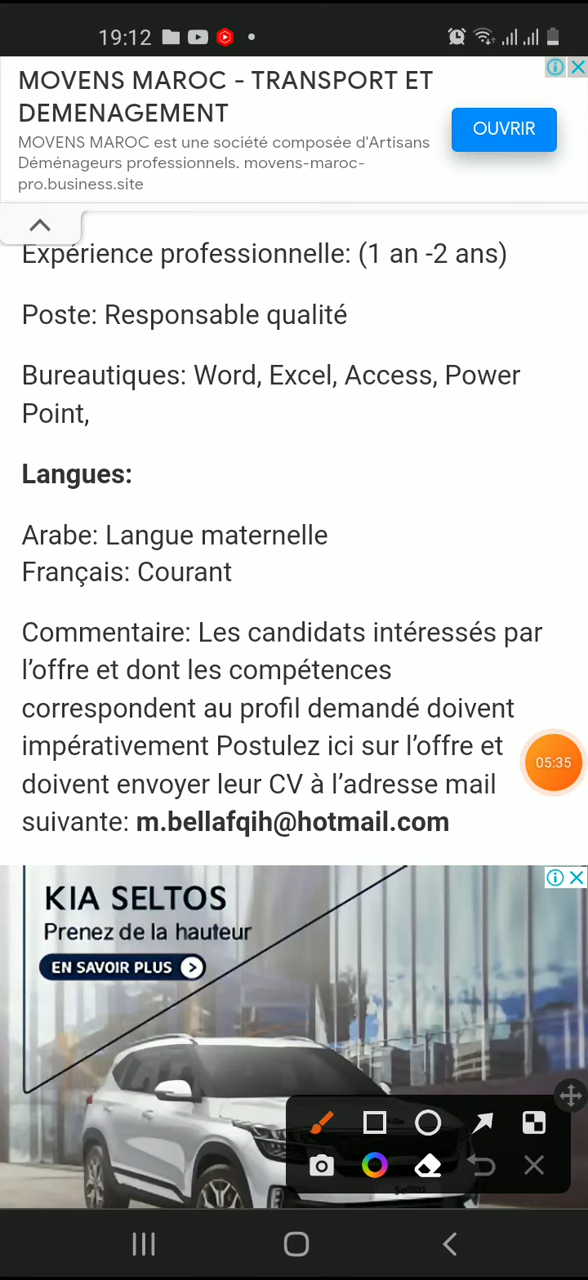 19:12
MOVENS MAROC - TRANSPORT ET
DEMENAGEMENT
MOVENS MAROC est une société composée d'Artisans
Déménageurs professionnels. movens-maroc-
pro.business.site
OUVRIR
Expérience professionnelle: (1 an -2 ans)
Poste: Responsable qualité
Bureautiques: Word, Excel, Access, Power
Point,
Langues:
Arabe: Langue maternelle
Français: Courant
Commentaire: Les candidats intéressés par
l’offre et dont les compétences
correspondent au profil demandé doivent
impérativement Postulez ici sur l’offre et
doivent envoyer leur CV à l’adresse mail
suivante: m.bellafqih@hotmail.com
05:35
KIA SELTOS
Prenez de la hauteur
EN SAVOIR PLUS
Seltos